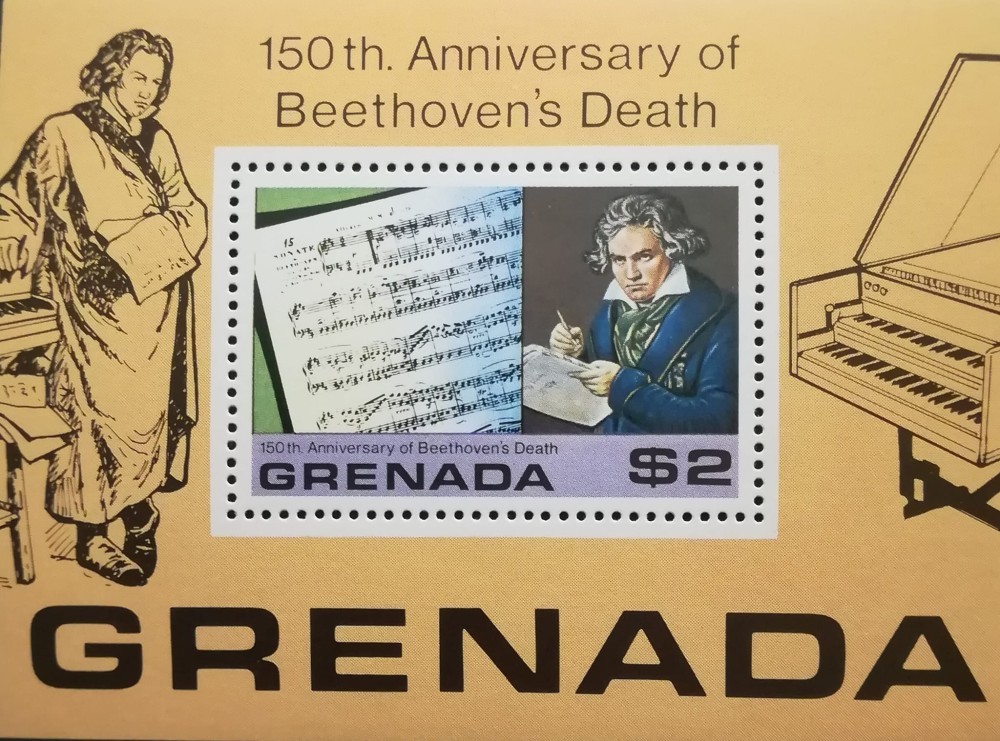 150th. Anniversary of
Beethoven's Death
15
SONATE
150th. Anniversary of Beethoven's Death
GRENADA $2
GRENADA